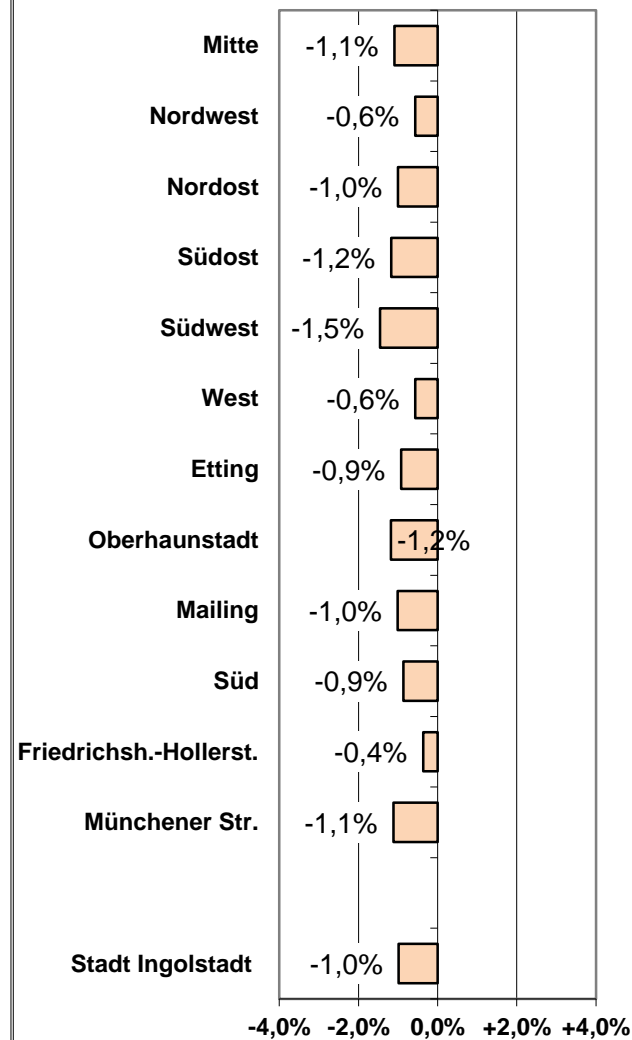 Mitte -1,1%
Nordwest -0,6%
Nordost -1,0%
Südost -1,2%
Südwest -1,5%
West -0,6%
Etting -0,9%
Oberhaunstadt -1,2%
Mailing -1,0%
Süd -0,9%
Friedrichsh.-Hollerst. -0,4%
Münchener Str. -1,1%
Stadt Ingolstadt -1,0%
-4,0% -2,0% 0,0% +2,0% +4,0%